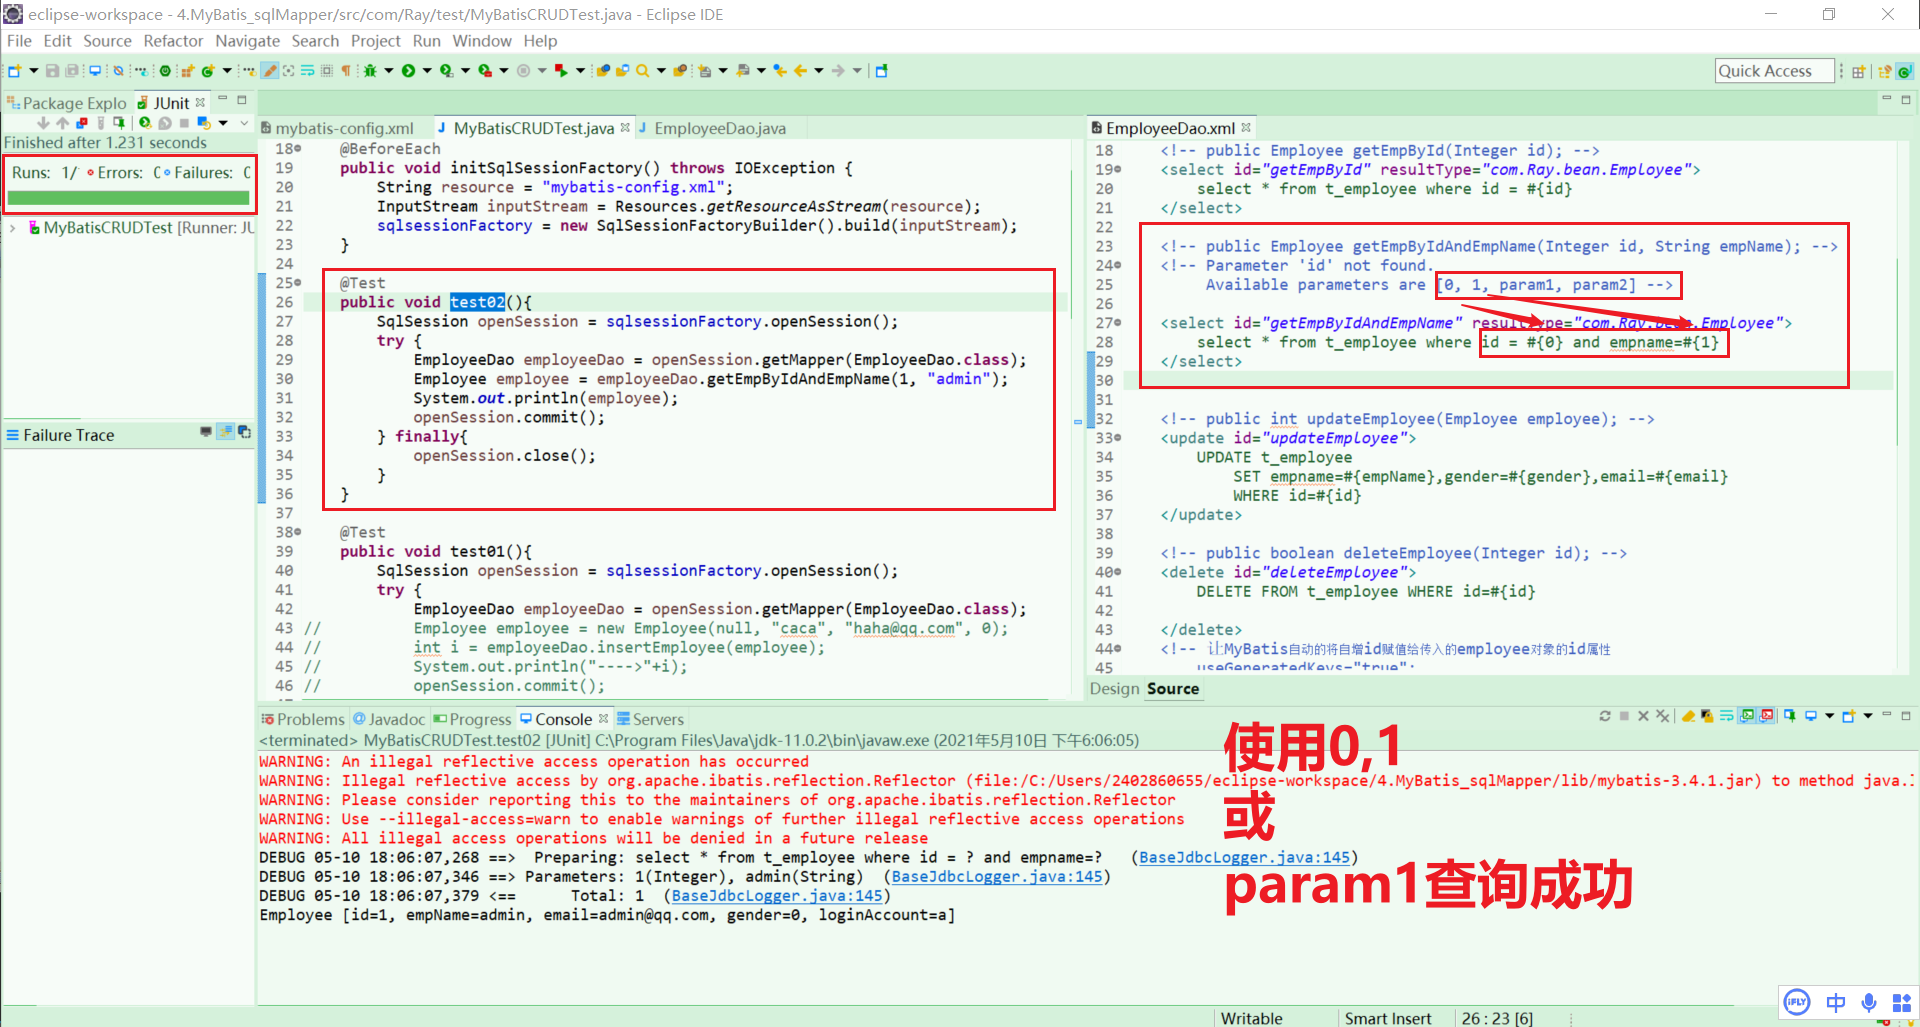 eclipse-workspace - 4.MyBatis_sqlMapper/src/com/Ray/test/MyBatisCRUDTest.java - Eclipse IDE
File Edit Source Refactor Navigate Search Project Run Window Help
Quick Access
Package Explo
JUnit
Finished after 1.231 seconds
Runs: 1/ Errors: Failures:
MyBatisCRUDTest [Runner: JU
Failure Trace
mybatis-config.xml MyBatisCRUDTest.java EmployeeDao.java
18 @BeforeEach
19 public void initSqlSessionFactory() throws IOException {
20 String resource = "mybatis-config.xml";
21 InputStream inputStream = Resources.getResourceAsStream(resource);
22 sqlsessionFactory = new SqlSessionFactoryBuilder().build(inputStream);
23 }
24
25 @Test
26 public void test02(){
27 SqlSession openSession = sqlsessionFactory.openSession();
28 try {
29 EmployeeDao employeeDao = openSession.getMapper(EmployeeDao.class);
30 Employee employee = employeeDao.getEmpByIdAndEmpName(1, "admin");
31 System.out.println(employee);
32 openSession.commit();
33 } finally{
34 openSession.close();
35 }
36 }
37
38 @Test
39 public void test01(){
40 SqlSession openSession = sqlsessionFactory.openSession();
41 try {
42 EmployeeDao employeeDao = openSession.getMapper(EmployeeDao.class);
43 // Employee employee = new Employee(null, "caca", "haha@qq.com", 0);
44 // int i = employeeDao.insertEmployee(employee);
45 // System.out.println("---->"+i);
46 // openSession.commit();
EmployeeDao.xml
18 <!-- public Employee getEmpById(Integer id); -->
19 <select id="getEmpById" resultType="com.Ray.bean.Employee">
20 select * from t_employee where id = #{id}
21 </select>
22
23 <!-- public Employee getEmpByIdAndEmpName(Integer id, String empName); -->
24 <!-- Parameter 'id' not found.
25 Available parameters are [0, 1, param1, param2] -->
26
27 <select id="getEmpByIdAndEmpName" resultType="com.Ray.bean.Employee">
28 select * from t_employee where id = #{0} and empname=#{1}
29 </select>
30
31
32 <!-- public int updateEmployee(Employee employee); -->
33 <update id="updateEmployee">
34 UPDATE t_employee
35 SET empname=#{empName},gender=#{gender},email=#{email}
36 WHERE id=#{id}
37 </update>
38
39 <!-- public boolean deleteEmployee(Integer id); -->
40 <delete id="deleteEmployee">
41 DELETE FROM t_employee WHERE id=#{id}
42
43 </delete>
44 <!-- 让MyBatis自动的将自增id赋值给传入的employee对象的id属性
45 useGeneratedKeys="true":
Design Source
Problems Javadoc Progress Console Servers
<terminated> MyBatisCRUDTest.test02 [JUnit] C:\Program Files\Java\jdk-11.0.2\bin\javaw.exe (2021年5月10日 下午6:06:05)
WARNING: An illegal reflective access operation has occurred
WARNING: Illegal reflective access by org.apache.ibatis.reflection.Reflector (file:/C:/Users/2402860655/eclipse-workspace/4.MyBatis_sqlMapper/lib/mybatis-3.4.1.jar) to method java.
WARNING: Please consider reporting this to the maintainers of org.apache.ibatis.reflection.Reflector
WARNING: Use --illegal-access=warn to enable warnings of further illegal reflective access operations
WARNING: All illegal access operations will be denied in a future release
DEBUG 05-10 18:06:07,268 ==> Preparing: select * from t_employee where id = ? and empname=? (BaseJdbcLogger.java:145)
DEBUG 05-10 18:06:07,346 ==> Parameters: 1(Integer), admin(String) (BaseJdbcLogger.java:145)
DEBUG 05-10 18:06:07,379 <== Total: 1 (BaseJdbcLogger.java:145)
Employee [id=1, empName=admin, email=admin@qq.com, gender=0, loginAccount=a]
使用0,1
或
param1查询成功
iFLY 中
Writable Smart Insert 26 : 23 [6]